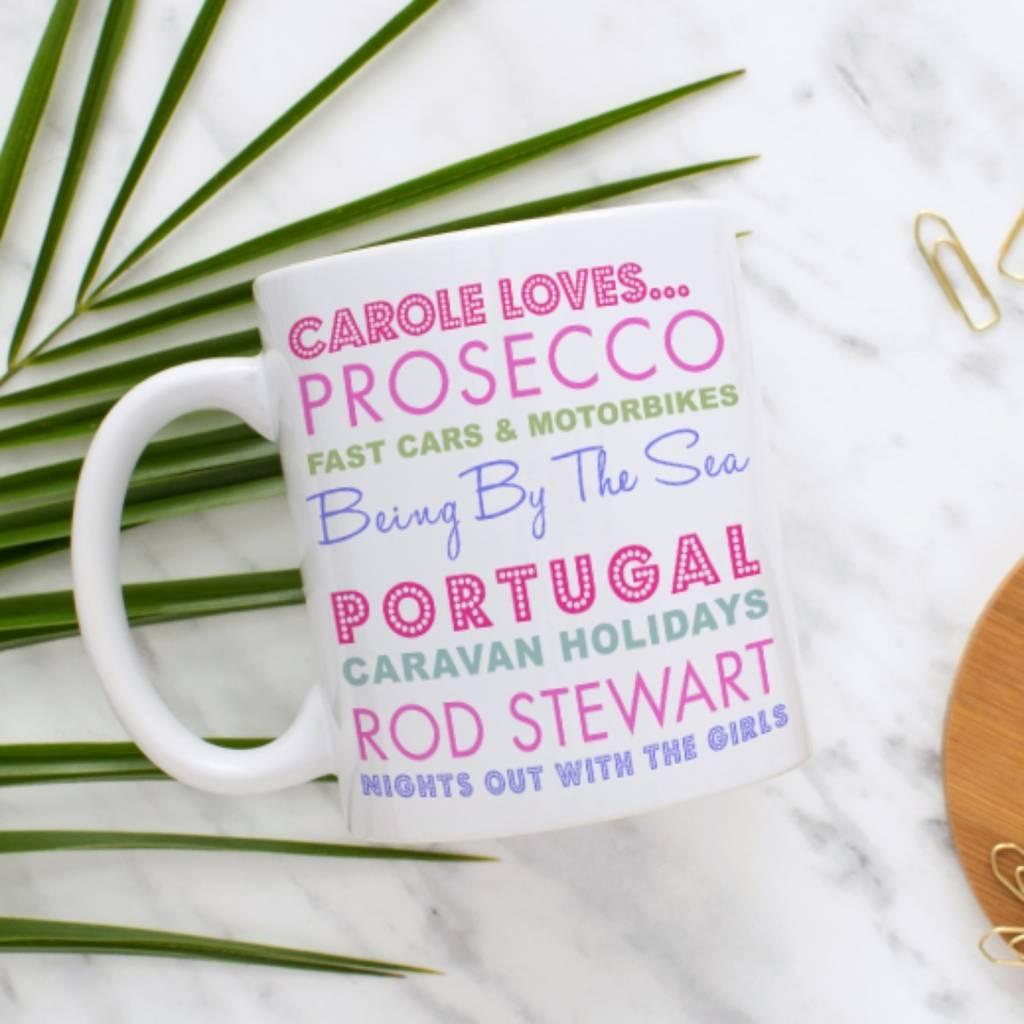 CAROLE LOVES...
PROSECCO
FAST CARS & MOTORBIKES
Being By The Sea
PORTUGAL
CARAVAN HOLIDAYS
ROD STEWART
NIGHTS OUT WITH THE GIRLS